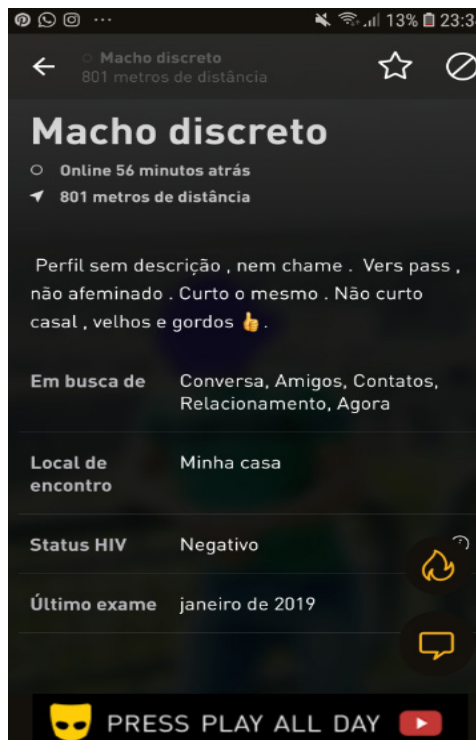 13% 23:3
Macho discreto
801 metros de distância
Macho discreto
Online 56 minutos atrás
801 metros de distância
Perfil sem descrição , nem chame . Vers pass ,
não afeminado . Curto o mesmo . Não curto
casal , velhos e gordos 👍 .
Em busca de Conversa, Amigos, Contatos,
Relacionamento, Agora
Local de Minha casa
encontro
Status HIV Negativo
Último exame janeiro de 2019
PRESS PLAY ALL DAY